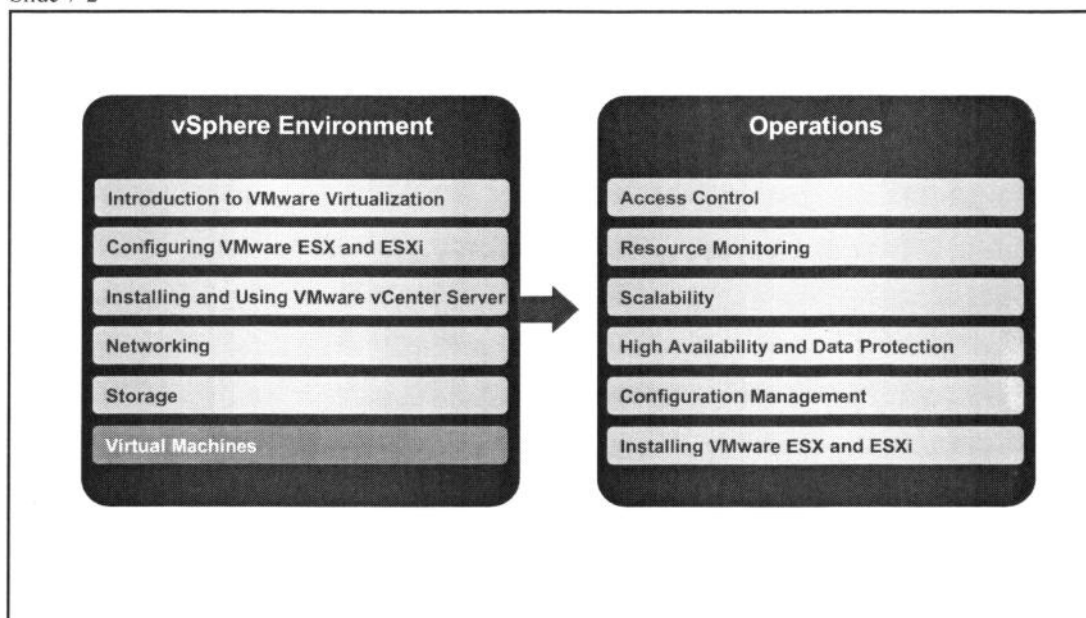 vSphere Environment
Introduction to VMware Virtualization
Configuring VMware ESX and ESXi
Installing and Using VMware vCenter Server
Networking
Storage
Virtual Machines
Operations
Access Control
Resource Monitoring
Scalability
High Availability and Data Protection
Configuration Management
Installing VMware ESX and ESXi